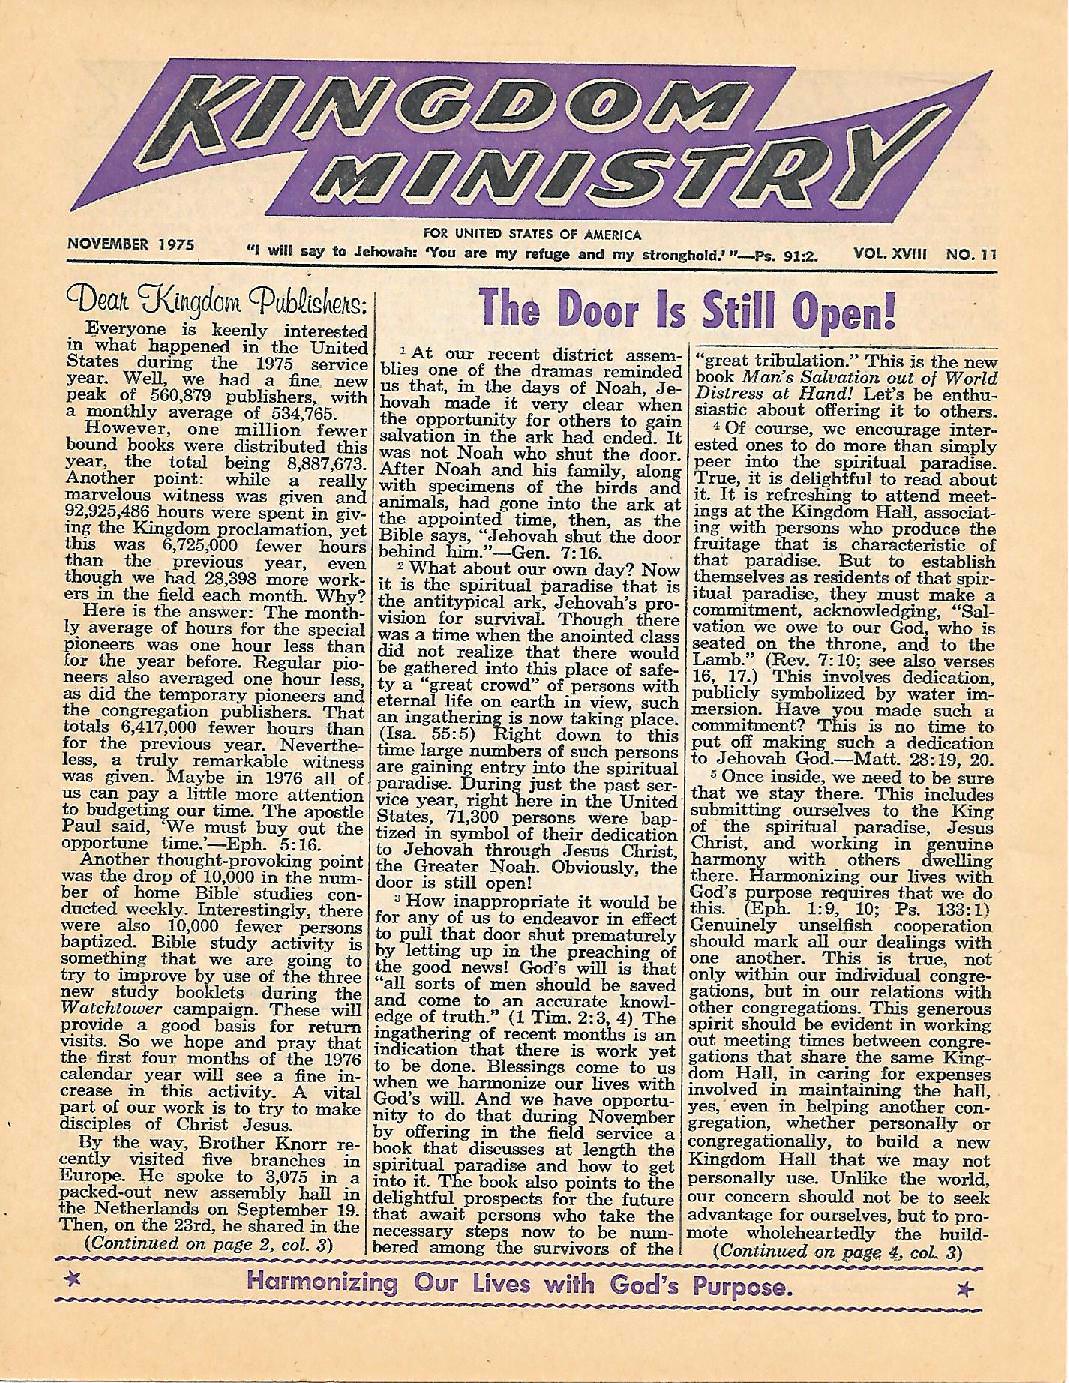 KINGDOM
MINISTRY
FOR UNITED STATES OF AMERICA
NOVEMBER 1975 "I will say to Jehovah: 'You are my refuge and my stronghold.' "—Ps. 91:2. VOL. XVIII NO. 11
Dear Kingdom Publishers:
Everyone is keenly interested
in what happened in the United
States during the 1975 service
year. Well, we had a fine new
peak of 560,879 publishers, with
a monthly average of 534,765.
However, one million fewer
bound books were distributed this
year, the total being 8,887,673.
Another point: while a really
marvelous witness was given and
92,925,486 hours were spent in giv-
ing the Kingdom proclamation, yet
this was 6,725,000 fewer hours
than the previous year, even
though we had 28,398 more work-
ers in the field each month. Why?
Here is the answer: The month-
ly average of hours for the special
pioneers was one hour less than
for the year before. Regular pio-
neers also averaged one hour less,
as did the temporary pioneers and
the congregation publishers. That
totals 6,417,000 fewer hours than
for the previous year. Neverthe-
less, a truly remarkable witness
was given. Maybe in 1976 all of
us can pay a little more attention
to budgeting our time. The apostle
Paul said, 'We must buy out the
opportune time.'—Eph. 5:16.
Another thought-provoking point
was the drop of 10,000 in the num-
ber of home Bible studies con-
ducted weekly. Interestingly, there
were also 10,000 fewer persons
baptized. Bible study activity is
something that we are going to
try to improve by use of the three
new study booklets during the
Watchtower campaign. These will
provide a good basis for return
visits. So we hope and pray that
the first four months of the 1976
calendar year will see a fine in-
crease in this activity. A vital
part of our work is to try to make
disciples of Christ Jesus.
By the way, Brother Knorr re-
cently visited five branches in
Europe. He spoke to 3,075 in a
packed-out new assembly hall in
the Netherlands on September 19.
Then, on the 23rd, he shared in the
(Continued on page 2, col. 3)
The Door Is Still Open!
1 At our recent district assem-
blies one of the dramas reminded
us that, in the days of Noah, Je-
hovah made it very clear when
the opportunity for others to gain
salvation in the ark had ended. It
was not Noah who shut the door.
After Noah and his family, along
with specimens of the birds and
animals, had gone into the ark at
the appointed time, then, as the
Bible says, "Jehovah shut the door
behind him."—Gen. 7:16.
2 What about our own day? Now
it is the spiritual paradise that is
the antitypical ark, Jehovah's pro-
vision for survival. Though there
was a time when the anointed class
did not realize that there would
be gathered into this place of safe-
ty a "great crowd" of persons with
eternal life on earth in view, such
an ingathering is now taking place.
(Isa. 55:5) Right down to this
time large numbers of such persons
are gaining entry into the spiritual
paradise. During just the past ser-
vice year, right here in the United
States, 71,300 persons were bap-
tized in symbol of their dedication
to Jehovah through Jesus Christ,
the Greater Noah. Obviously, the
door is still open!
3 How inappropriate it would be
for any of us to endeavor in effect
to pull that door shut prematurely
by letting up in the preaching of
the good news! God's will is that
"all sorts of men should be saved
and come to an accurate knowl-
edge of truth." (1 Tim. 2:3, 4) The
ingathering of recent months is an
indication that there is work yet
to be done. Blessings come to us
when we harmonize our lives with
God's will. And we have opportu-
nity to do that during November
by offering in the field service a
book that discusses at length the
spiritual paradise and how to get
into it. The book also points to the
delightful prospects for the future
that await persons who take the
necessary steps now to be num-
bered among the survivors of the
"great tribulation." This is the new
book Man's Salvation out of World
Distress at Hand! Let's be enthu-
siastic about offering it to others.
4 Of course, we encourage inter-
ested ones to do more than simply
peer into the spiritual paradise.
True, it is delightful to read about
it. It is refreshing to attend meet-
ings at the Kingdom Hall, associat-
ing with persons who produce the
fruitage that is characteristic of
that paradise. But to establish
themselves as residents of that spir-
itual paradise, they must make a
commitment, acknowledging, "Sal-
vation we owe to our God, who is
seated on the throne, and to the
Lamb." (Rev. 7:10; see also verses
16, 17.) This involves dedication,
publicly symbolized by water im-
mersion. Have you made such a
commitment? This is no time to
put off making such a dedication
to Jehovah God.—Matt. 28:19, 20.
5 Once inside, we need to be sure
that we stay there. This includes
submitting ourselves to the King
of the spiritual paradise, Jesus
Christ, and working in genuine
harmony with others dwelling
there. Harmonizing our lives with
God's purpose requires that we do
this. (Eph. 1:9, 10; Ps. 133:1)
Genuinely unselfish cooperation
should mark all our dealings with
one another. This is true, not
only within our individual congre-
gations, but in our relations with
other congregations. This generous
spirit should be evident in working
out meeting times between congre-
gations that share the same King-
dom Hall, in caring for expenses
involved in maintaining the hall,
yes, even in helping another con-
gregation, whether personally or
congregationally, to build a new
Kingdom Hall that we may not
personally use. Unlike the world,
our concern should not be to seek
advantage for ourselves, but to pro-
mote wholeheartedly the build-
(Continued on page 4, col. 3)
Harmonizing Our Lives with God's Purpose.